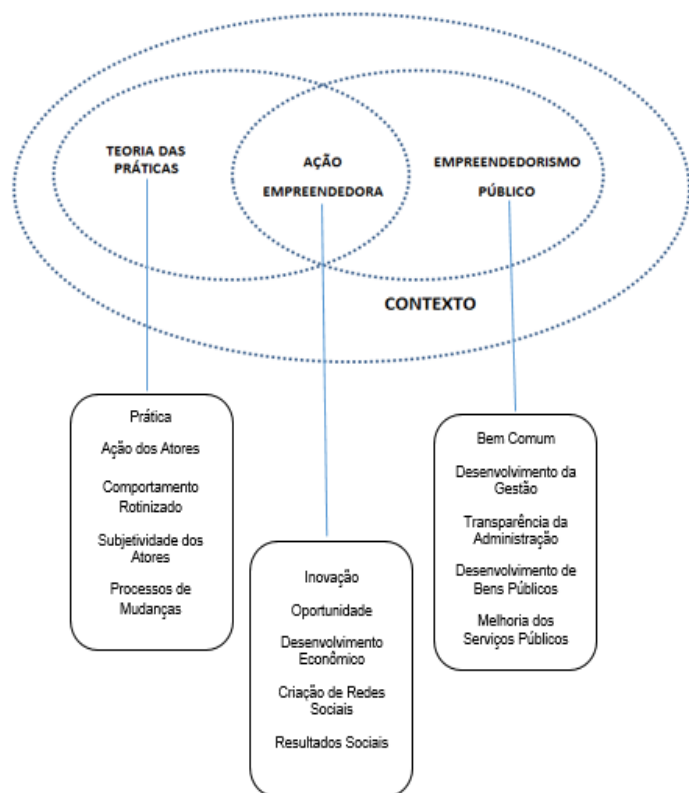 TEORIA DAS
PRÁTICAS
AÇÃO
EMPREENDEDORA
EMPREENDEDORISMO
PÚBLICO
CONTEXTO
Prática
Ação dos Atores
Comportamento
Rotinizado
Subjetividade dos
Atores
Processos de
Mudanças
Inovação
Oportunidade
Desenvolvimento
Econômico
Criação de Redes
Sociais
Resultados Sociais
Bem Comum
Desenvolvimento da
Gestão
Transparência da
Administração
Desenvolvimento de
Bens Públicos
Melhoria dos
Serviços Públicos